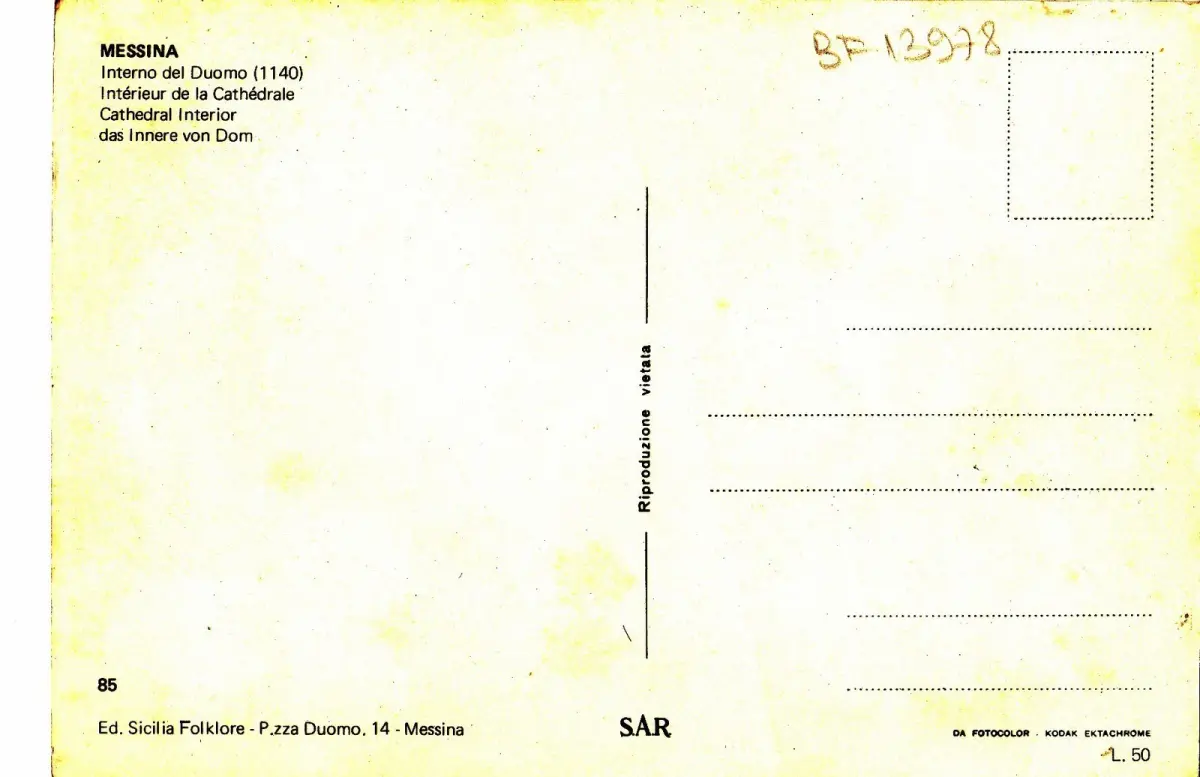 MESSINA
Interno del Duomo (1140)
Intérieur de la Cathédrale
Cathedral Interior
das Innere von Dom
BF 13978
Riproduzione vietata
85
Ed. Sicilia Folklore - P.zza Duomo, 14 - Messina
SAR
DA FOTOCOLOR - KODAK EKTACHROME
L. 50